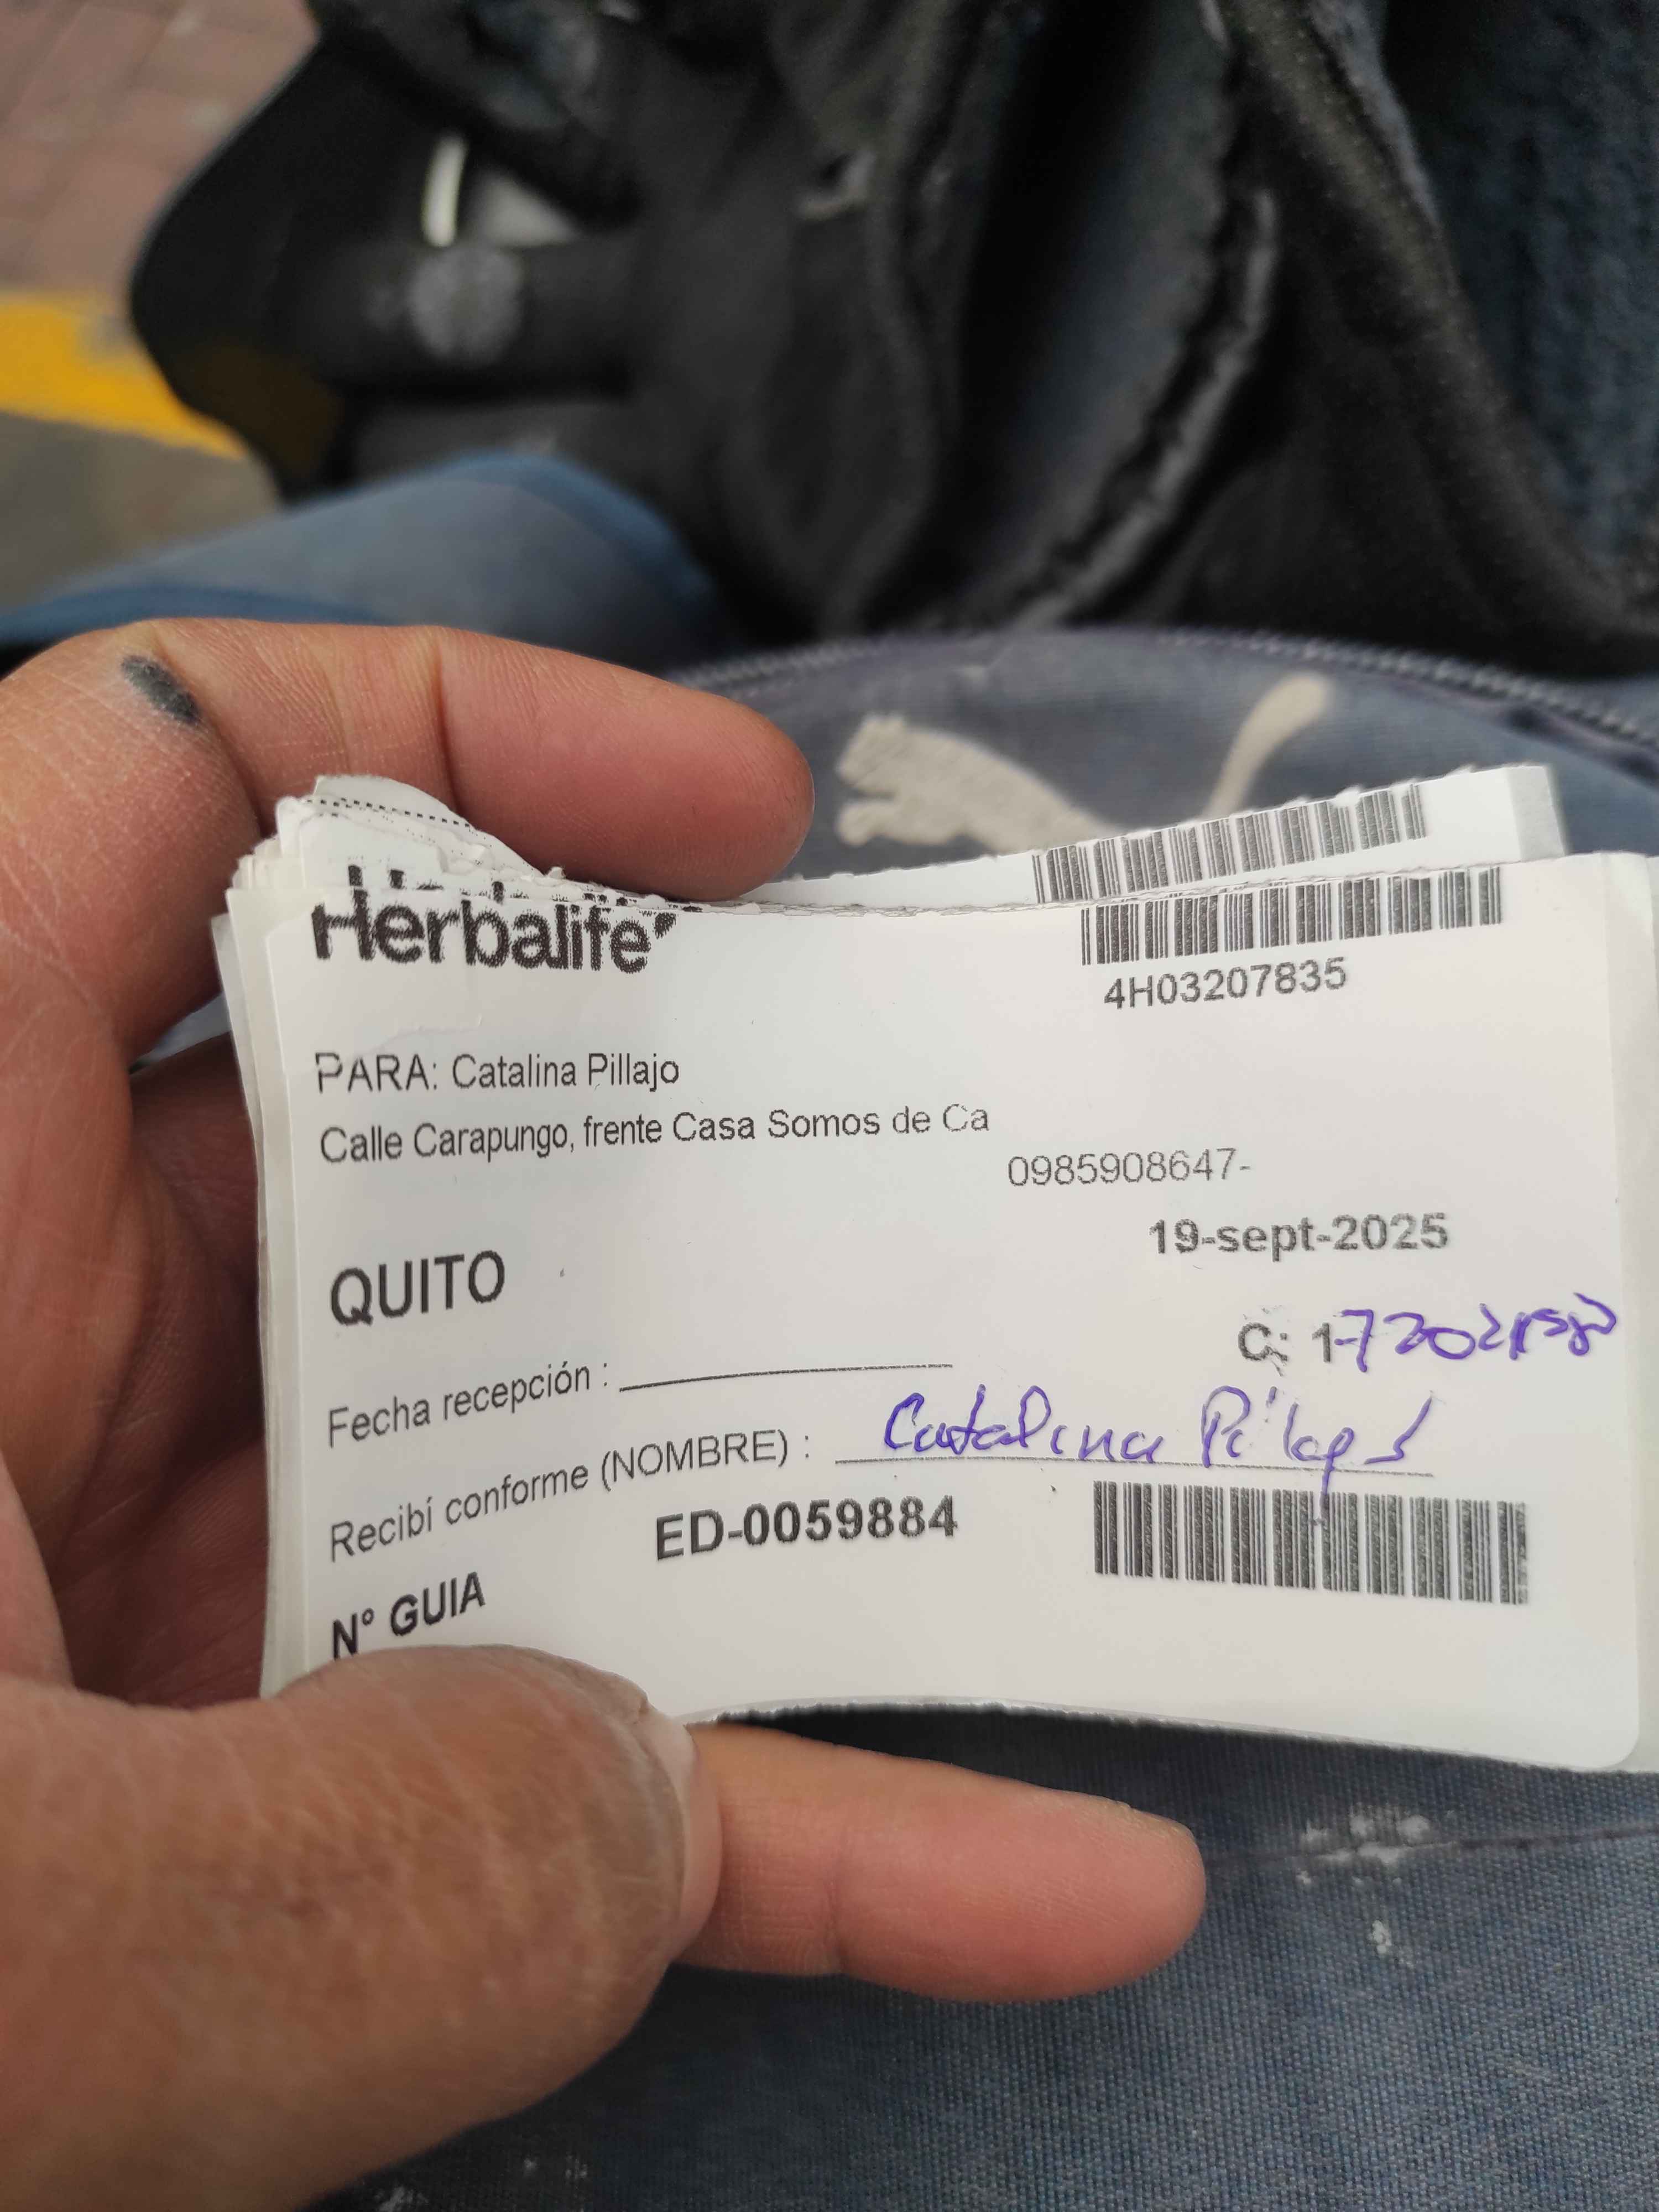 Herbalife
4H03207835
PARA: Catalina Pillajo
Calle Carapungo, frente Casa Somos de Ca
0985908647-
19-sept-2025
QUITO
C: 1
Fecha recepción :
Recibí conforme (NOMBRE) : Catalina
ED-0059884
N° GUIA